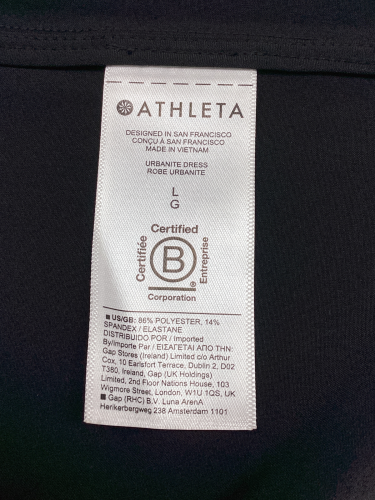 ATHLETA
DESIGNED IN SAN FRANCISCO
CONÇU À SAN FRANCISCO
MADE IN VIETNAM
URBANITE DRESS
ROBE URBANITE
L
G
Certified
Certifiée
B
Entreprise
Corporation
■ US/GB: 86% POLYESTER, 14%
SPANDEX / ELASTANE
DISTRIBUIDO POR / Imported
By/Importe Par / ΕΙΣΑΓΕΤΑΙ ΑΠΟ ΤΗΝ:
Gap Stores (Ireland) Limited c/o Arthur
Cox, 10 Earlsfort Terrace, Dublin 2, D02
T380, Ireland, Gap (UK Holdings)
Limited, 2nd Floor Nations House, 103
Wigmore Street, London, W1U 1QS, UK
■ Gap (RHC) B.V. Luna ArenA
Herikerbergweg 238 Amsterdam 1101